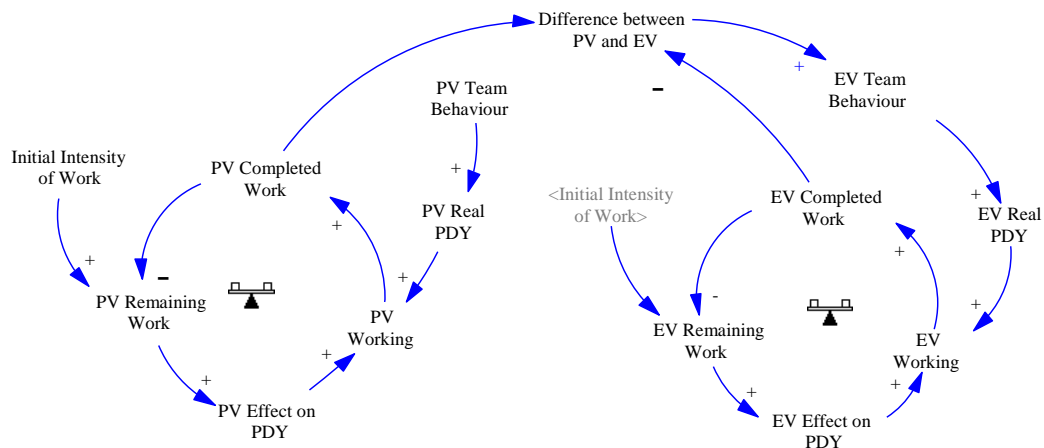 Difference between
PV and EV
+
EV Team
Behaviour
PV Team
Behaviour
-
Initial Intensity
of Work
PV Completed
Work
+
<Initial Intensity
of Work>
EV Completed
Work
+
EV Real
PDY
PV Real
PDY
+
+
+
+
-
PV Remaining
Work
PV
Working
-
+
EV Remaining
Work
EV
Working
+
+
+
+
PV Effect on
PDY
EV Effect on
PDY